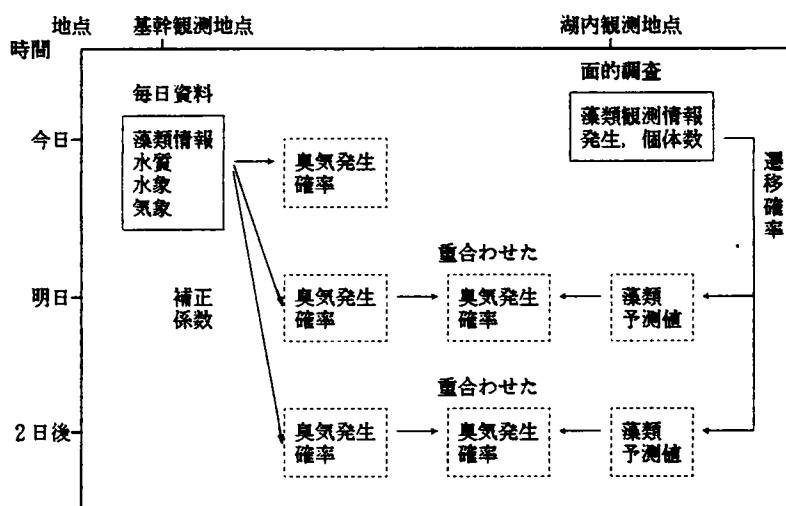 地点
基幹観測地点
湖内観測地点
時間
面的調査
毎日資料
今日
藻類情報
水質
水象
気象
臭気発生
確率
藻類観測情報
発生, 個体数
遷移確率
重合わせた
明日
補正
係数
臭気発生
確率
臭気発生
確率
藻類
予測値
重合わせた
2日後
臭気発生
確率
臭気発生
確率
藻類
予測値